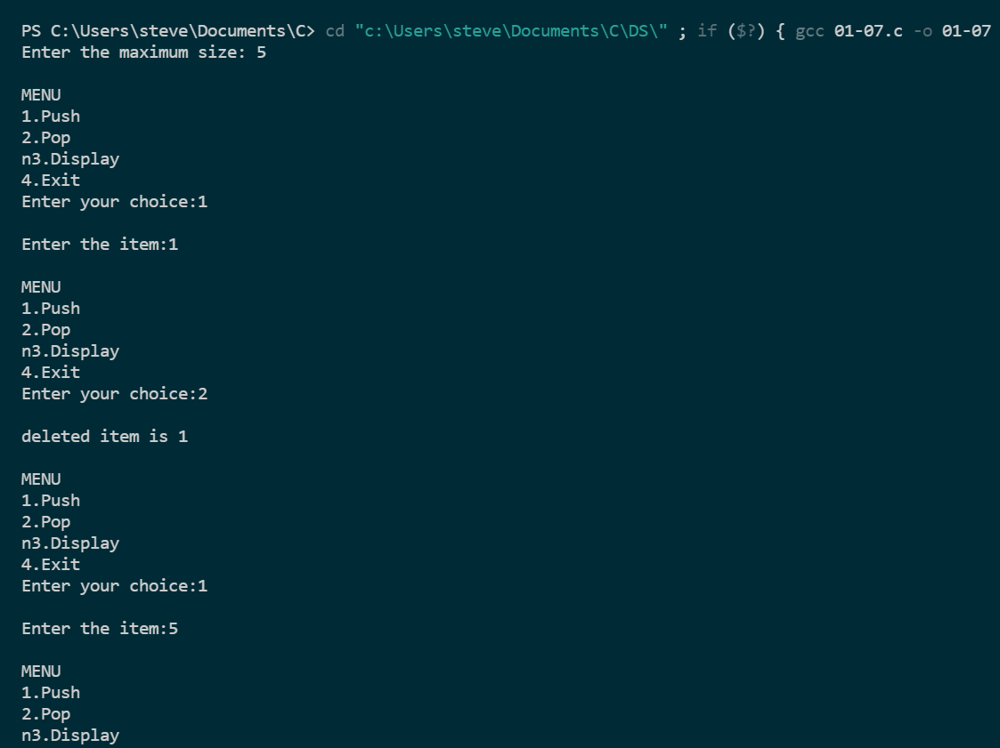 PS C:\Users\steve\Documents\C> cd "c:\Users\steve\Documents\C\DS\" ; if ($?) { gcc 01-07.c -o 01-07
Enter the maximum size: 5
MENU
1.Push
2.Pop
n3.Display
4.Exit
Enter your choice:1
Enter the item:1
MENU
1.Push
2.Pop
n3.Display
4.Exit
Enter your choice:2
deleted item is 1
MENU
1.Push
2.Pop
n3.Display
4.Exit
Enter your choice:1
Enter the item:5
MENU
1.Push
2.Pop
n3.Display